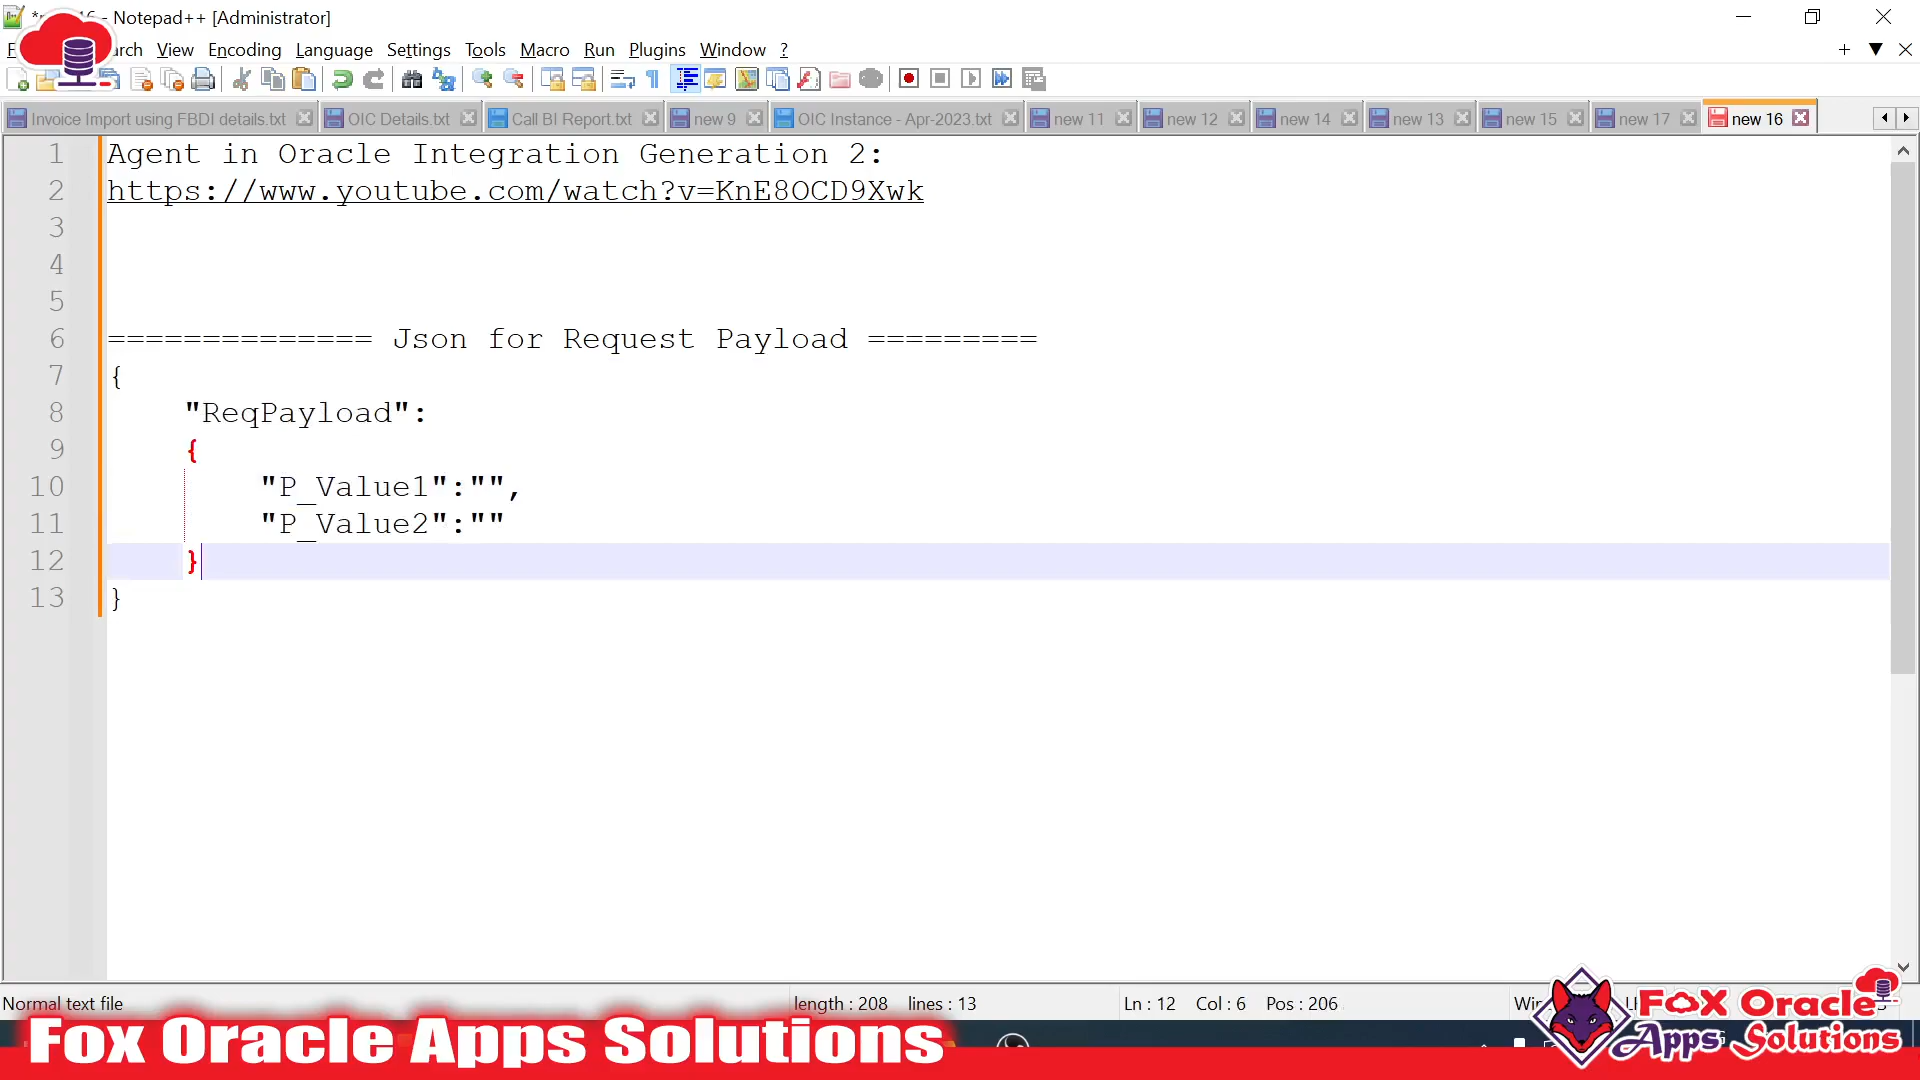 - Notepad++ [Administrator]
View Encoding Language Settings Tools Macro Run Plugins Window ?
Invoice Import using FBDI details.txt OIC Details.txt Call BI Report.txt new 9 OIC Instance - Apr-2023.txt new 11 new 12 new 14 new 13 new 15 new 17 new 16
1 Agent in Oracle Integration Generation 2:
2 https://www.youtube.com/watch?v=KnE8OCD9Xwk
3
4
5
6 ============== Json for Request Payload =========
7 {
8 "ReqPayload":
9 {
10 "P_Value1":"",
11 "P_Value2":""
12 }
13 }
Normal text file length : 208 lines : 13 Ln : 12 Col : 6 Pos : 206
Fox Oracle Apps Solutions
FOX Oracle
Apps Solutions